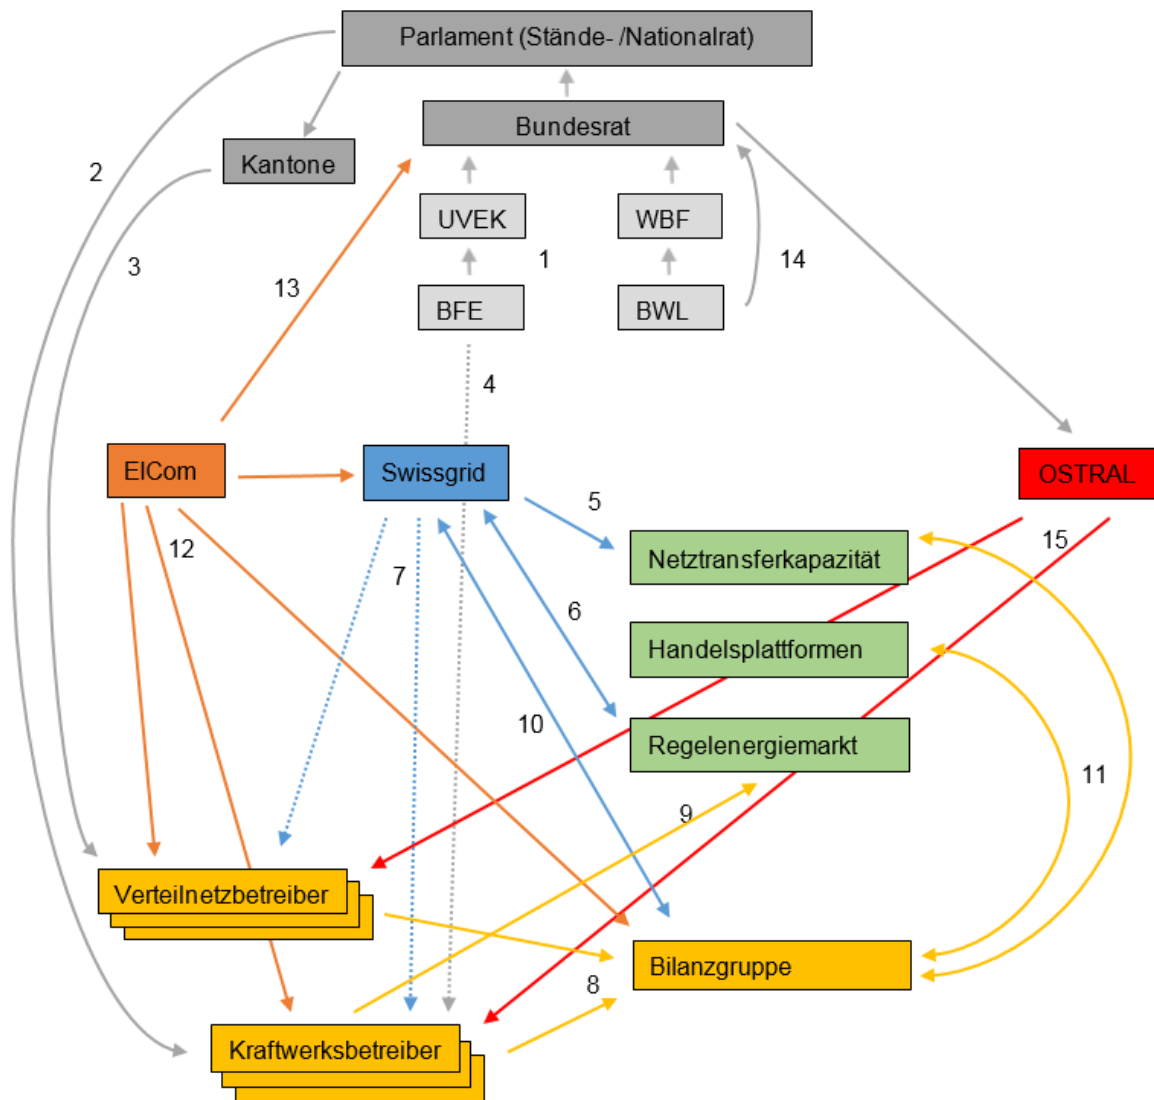 Parlament (Stände- /Nationalrat)
Bundesrat
Kantone
2
UVEK
WBF
3
1
14
13
BFE
BWL
4
ElCom
Swissgrid
OSTRAL
5
12
15
7
Netztransferkapazität
6
Handelsplattformen
10
Regelenergiemarkt
11
9
Verteilnetzbetreiber
Bilanzgruppe
8
Kraftwerksbetreiber